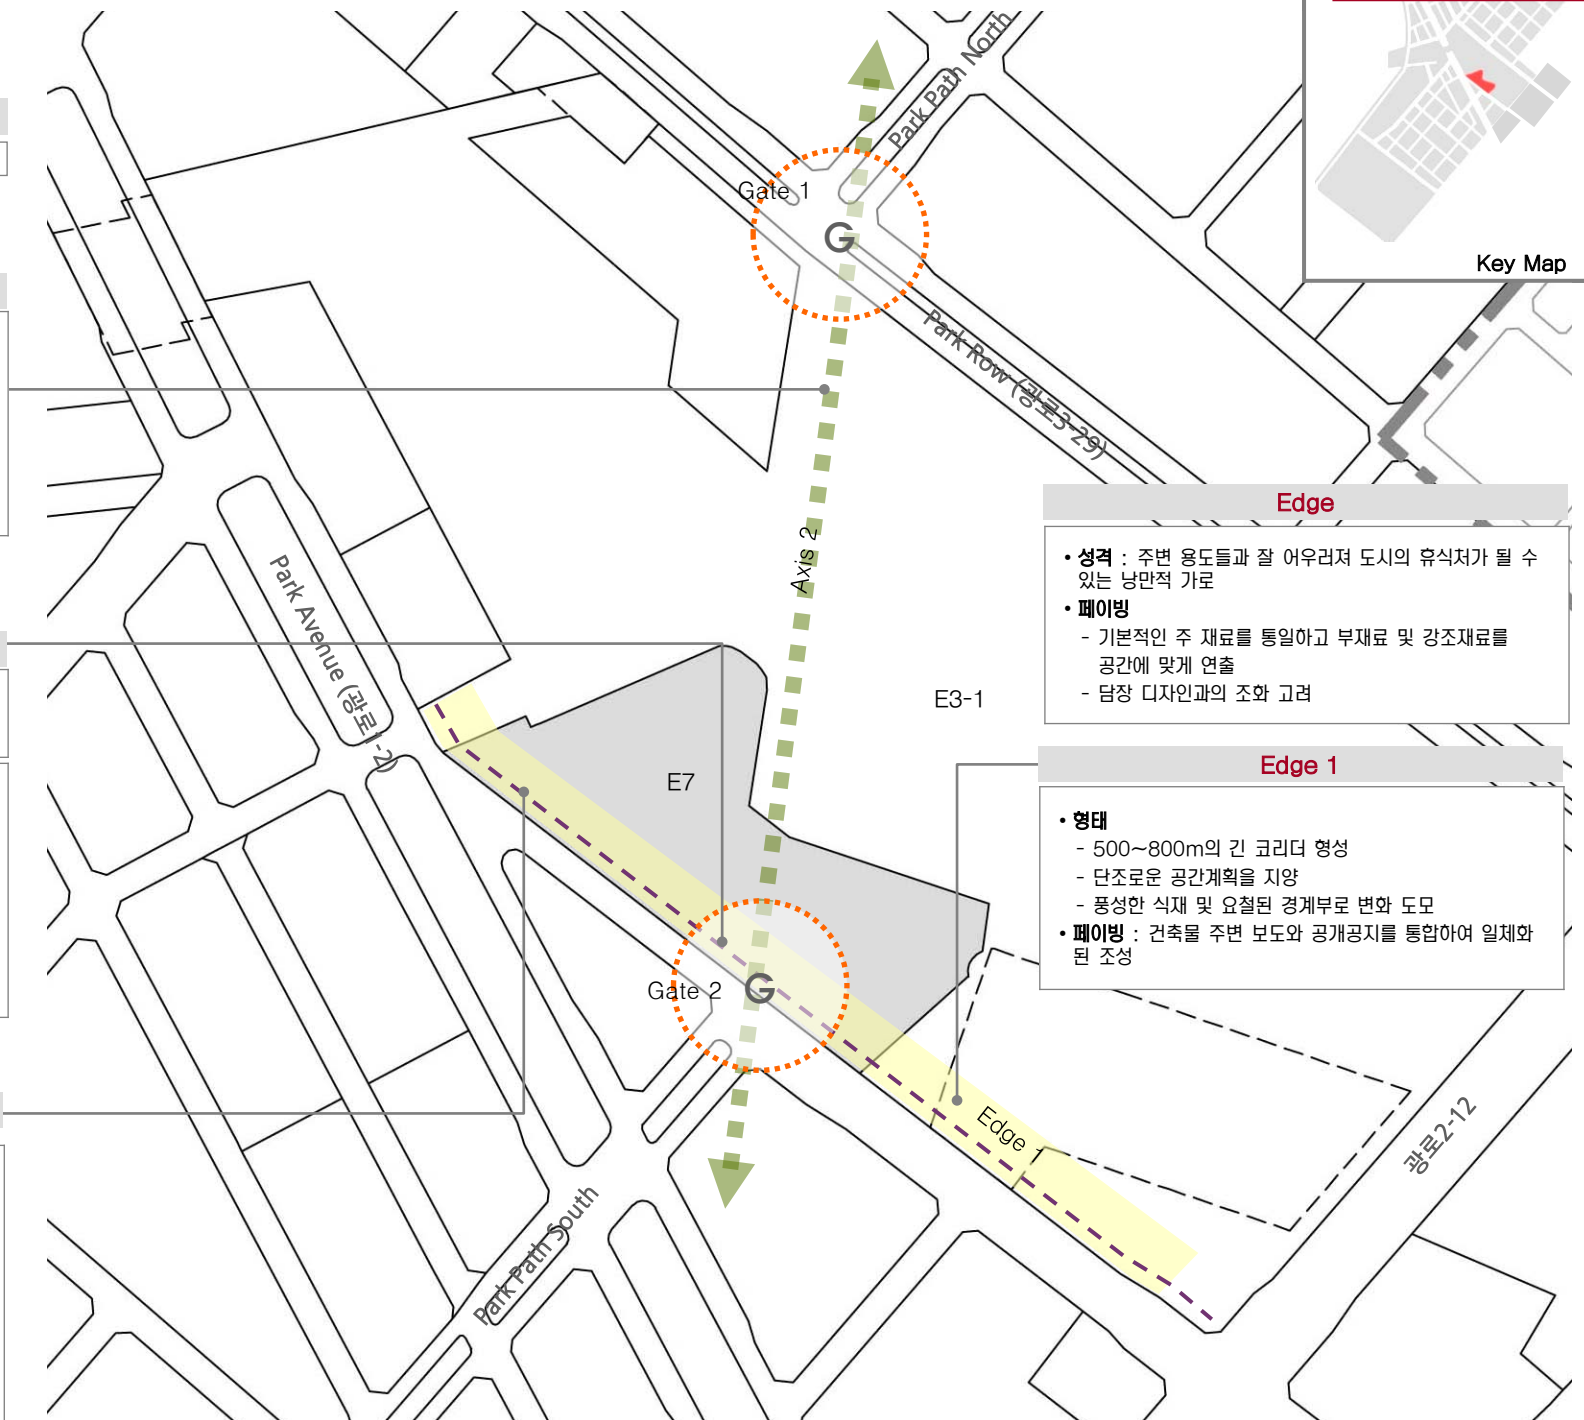 Park Path North
Gate 1
G
Key Map
Park Row (광로3-29)
Edge
• 성격 : 주변 용도들과 잘 어우러져 도시의 휴식처가 될 수
있는 낭만적 가로
• 페이빙
- 기본적인 주 재료를 통일하고 부재료 및 강조재료를
공간에 맞게 연출
- 담장 디자인과의 조화 고려
Axis 2
Park Avenue (광로1-2)
E3-1
E7
Edge 1
• 형태
- 500~800m의 긴 코리더 형성
- 단조로운 공간계획을 지양
- 풍성한 식재 및 요철된 경계부로 변화 도모
• 페이빙 : 건축물 주변 보도와 공개공지를 통합하여 일체화
된 조성
Gate 2
G
Edge 1
광로2-12
Park Path South